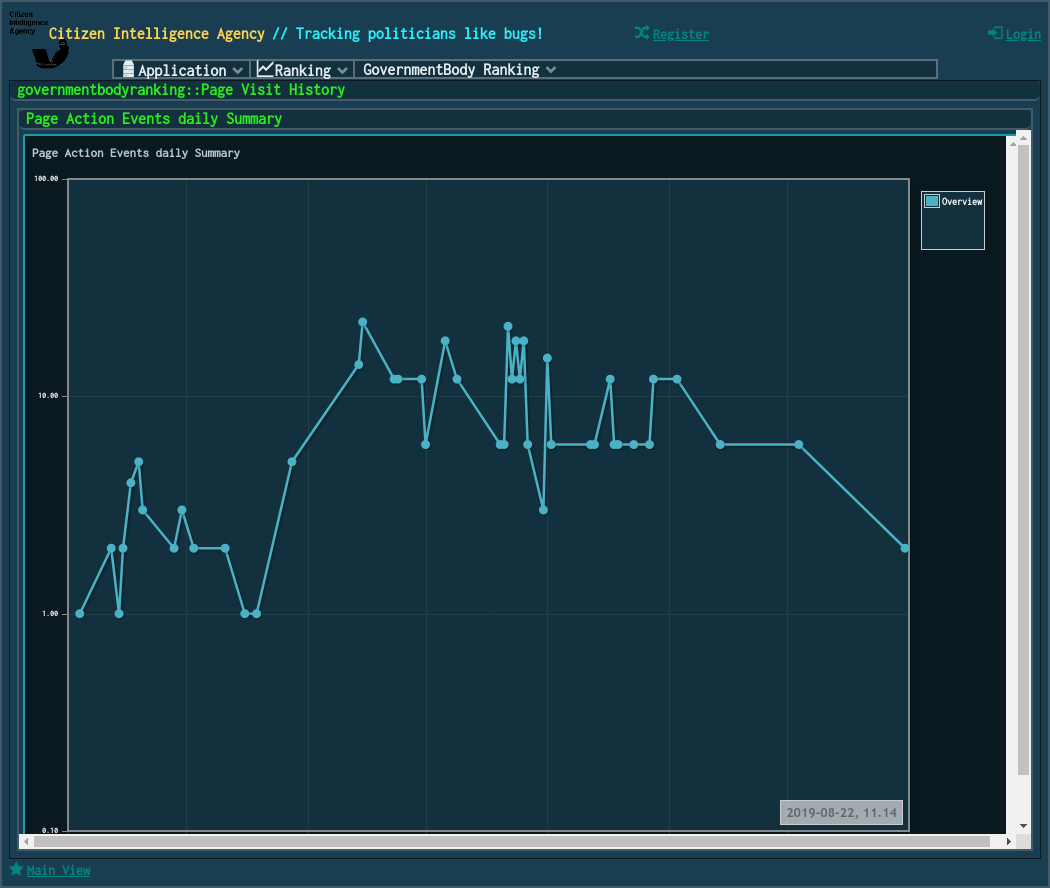 Citizen
Intelligence
Agency
Citizen Intelligence Agency // Tracking politicians like bugs!
Register
Login
Application
Ranking
GovernmentBody Ranking
governmentbodyranking::Page Visit History
Page Action Events daily Summary
Page Action Events daily Summary
100.00
Overview
10.00
1.00
2019-08-22, 11.14
0.10
Main View